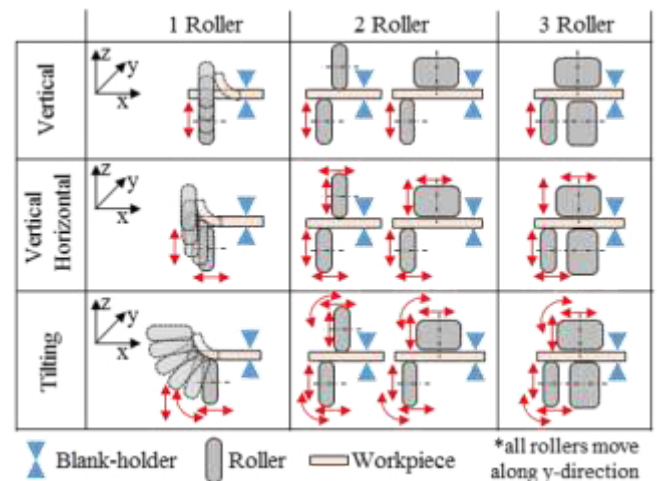 1 Roller 2 Roller 3 Roller
Vertical
z
y
x
Vertical
Horizontal
z
y
x
Tilting
z
y
x
Blank-holder Roller Workpiece *all rollers move
along y-direction